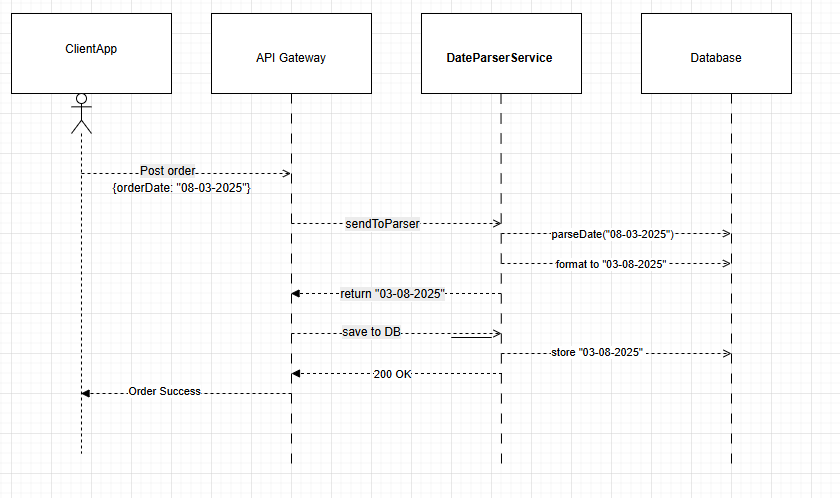 ClientApp
API Gateway
DateParserService
Database
Post order
{orderDate: "08-03-2025"}
sendToParser
parseDate("08-03-2025")
format to "03-08-2025"
return "03-08-2025"
save to DB
store "03-08-2025"
200 OK
Order Success